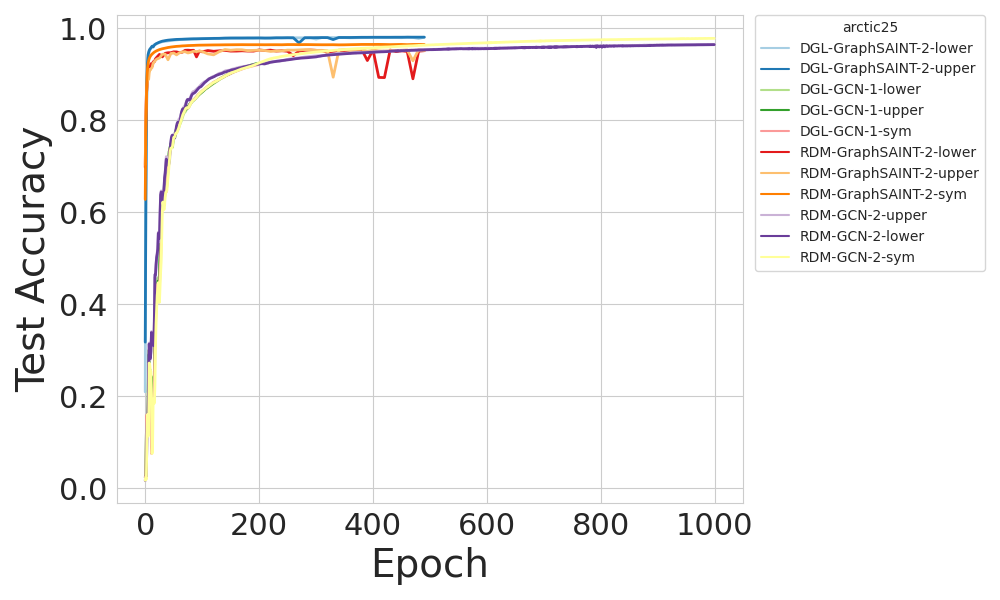 1.0
0.8
0.6
0.4
0.2
0.0
Test Accuracy
0 200 400 600 800 1000
Epoch
arctic25
DGL-GraphSAINT-2-lower
DGL-GraphSAINT-2-upper
DGL-GCN-1-lower
DGL-GCN-1-upper
DGL-GCN-1-sym
RDM-GraphSAINT-2-lower
RDM-GraphSAINT-2-upper
RDM-GraphSAINT-2-sym
RDM-GCN-2-upper
RDM-GCN-2-lower
RDM-GCN-2-sym